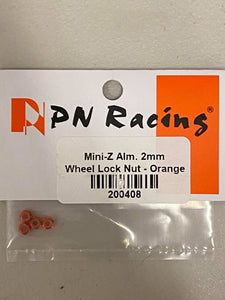 PN Racing®
Mini-Z Alm. 2mm
Wheel Lock Nut - Orange
200408